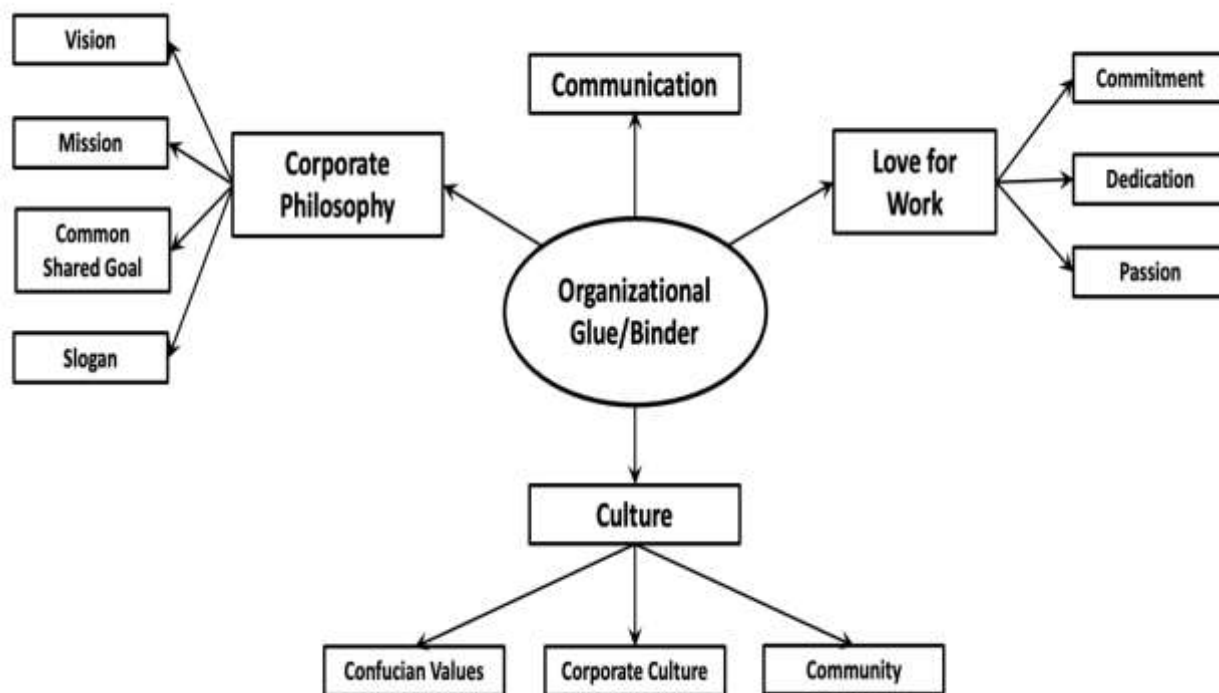 Vision
Mission
Common
Shared Goal
Slogan
Corporate
Philosophy
Communication
Love for
Work
Commitment
Dedication
Passion
Organizational
Glue/Binder
Culture
Confucian Values
Corporate Culture
Community